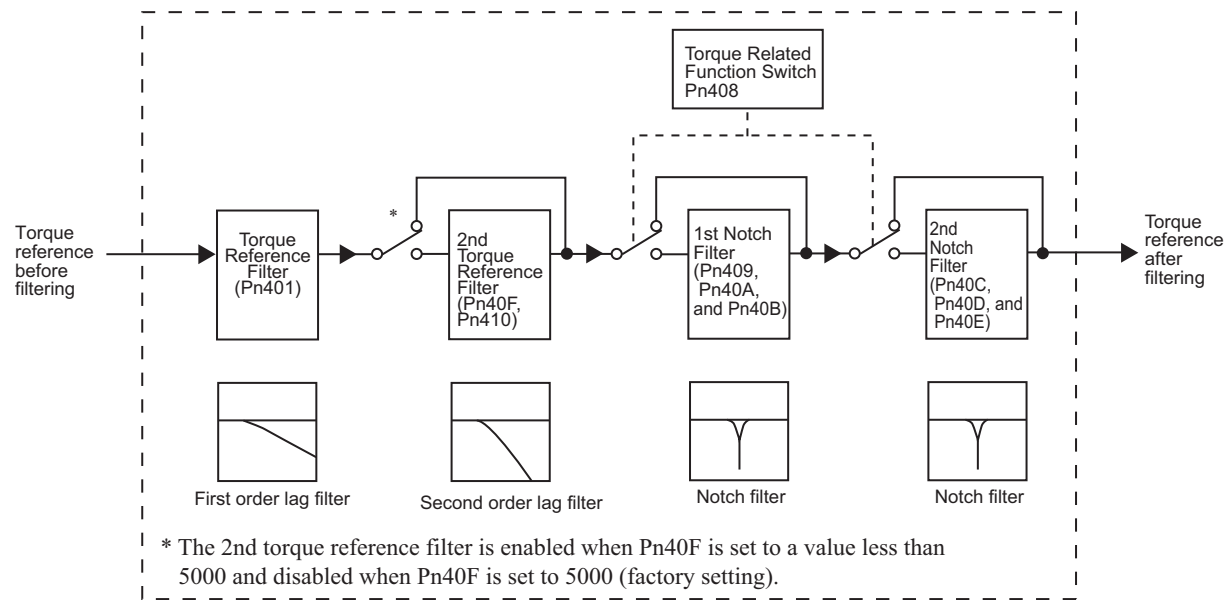 Torque Related
Function Switch
Pn408
*
Torque
reference
before
filtering
Torque
Reference
Filter
(Pn401)
2nd
Torque
Reference
Filter
(Pn40F,
Pn410)
1st Notch
Filter
(Pn409,
Pn40A,
and Pn40B)
2nd
Notch
Filter
(Pn40C,
Pn40D, and
Pn40E)
Torque
reference
after
filtering
First order lag filter
Second order lag filter
Notch filter
Notch filter
* The 2nd torque reference filter is enabled when Pn40F is set to a value less than
5000 and disabled when Pn40F is set to 5000 (factory setting).